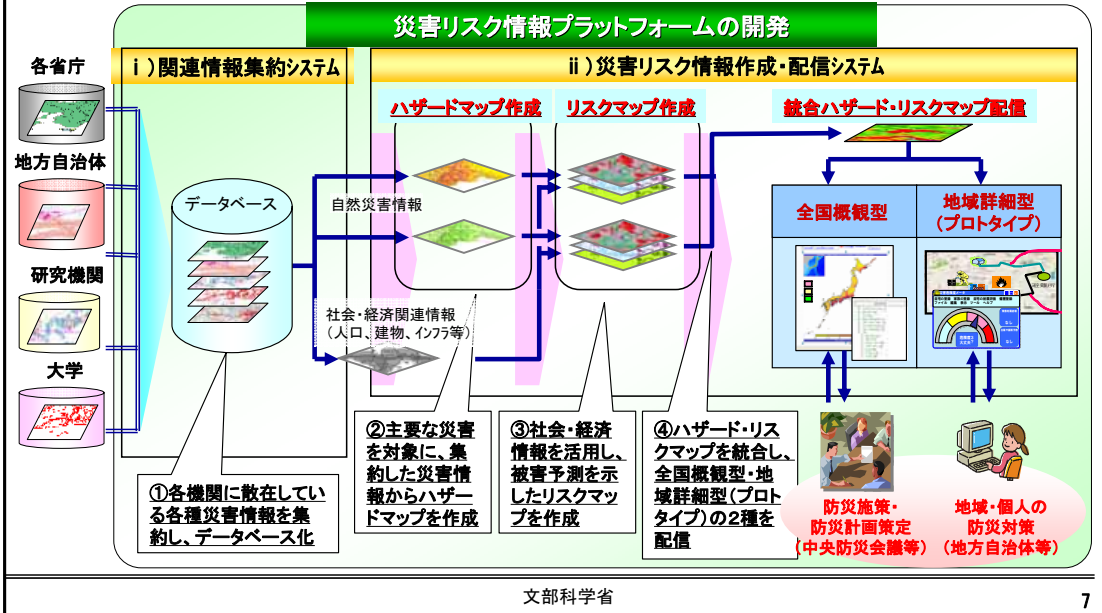 災害リスク情報プラットフォームの開発
ⅰ)関連情報集約システム
ⅱ)災害リスク情報作成・配信システム
各省庁
地方自治体
研究機関
大学
データベース
ハザードマップ作成
リスクマップ作成
統合ハザード・リスクマップ配信
自然災害情報
社会・経済関連情報
(人口、建物、インフラ等)
全国概観型
地域詳細型
(プロトタイプ)
①各機関に散在してい
る各種災害情報を集
約し、データベース化
②主要な災害
を対象に、集
約した災害情
報からハザー
ドマップを作成
③社会・経済
情報を活用し、
被害予測を示
したリスクマッ
プを作成
④ハザード・リス
クマップを統合し、
全国概観型・地
域詳細型(プロト
タイプ)の2種を
配信
防災施策・
防災計画策定
(中央防災会議等)
地域・個人の
防災対策
(地方自治体等)
文部科学省
7